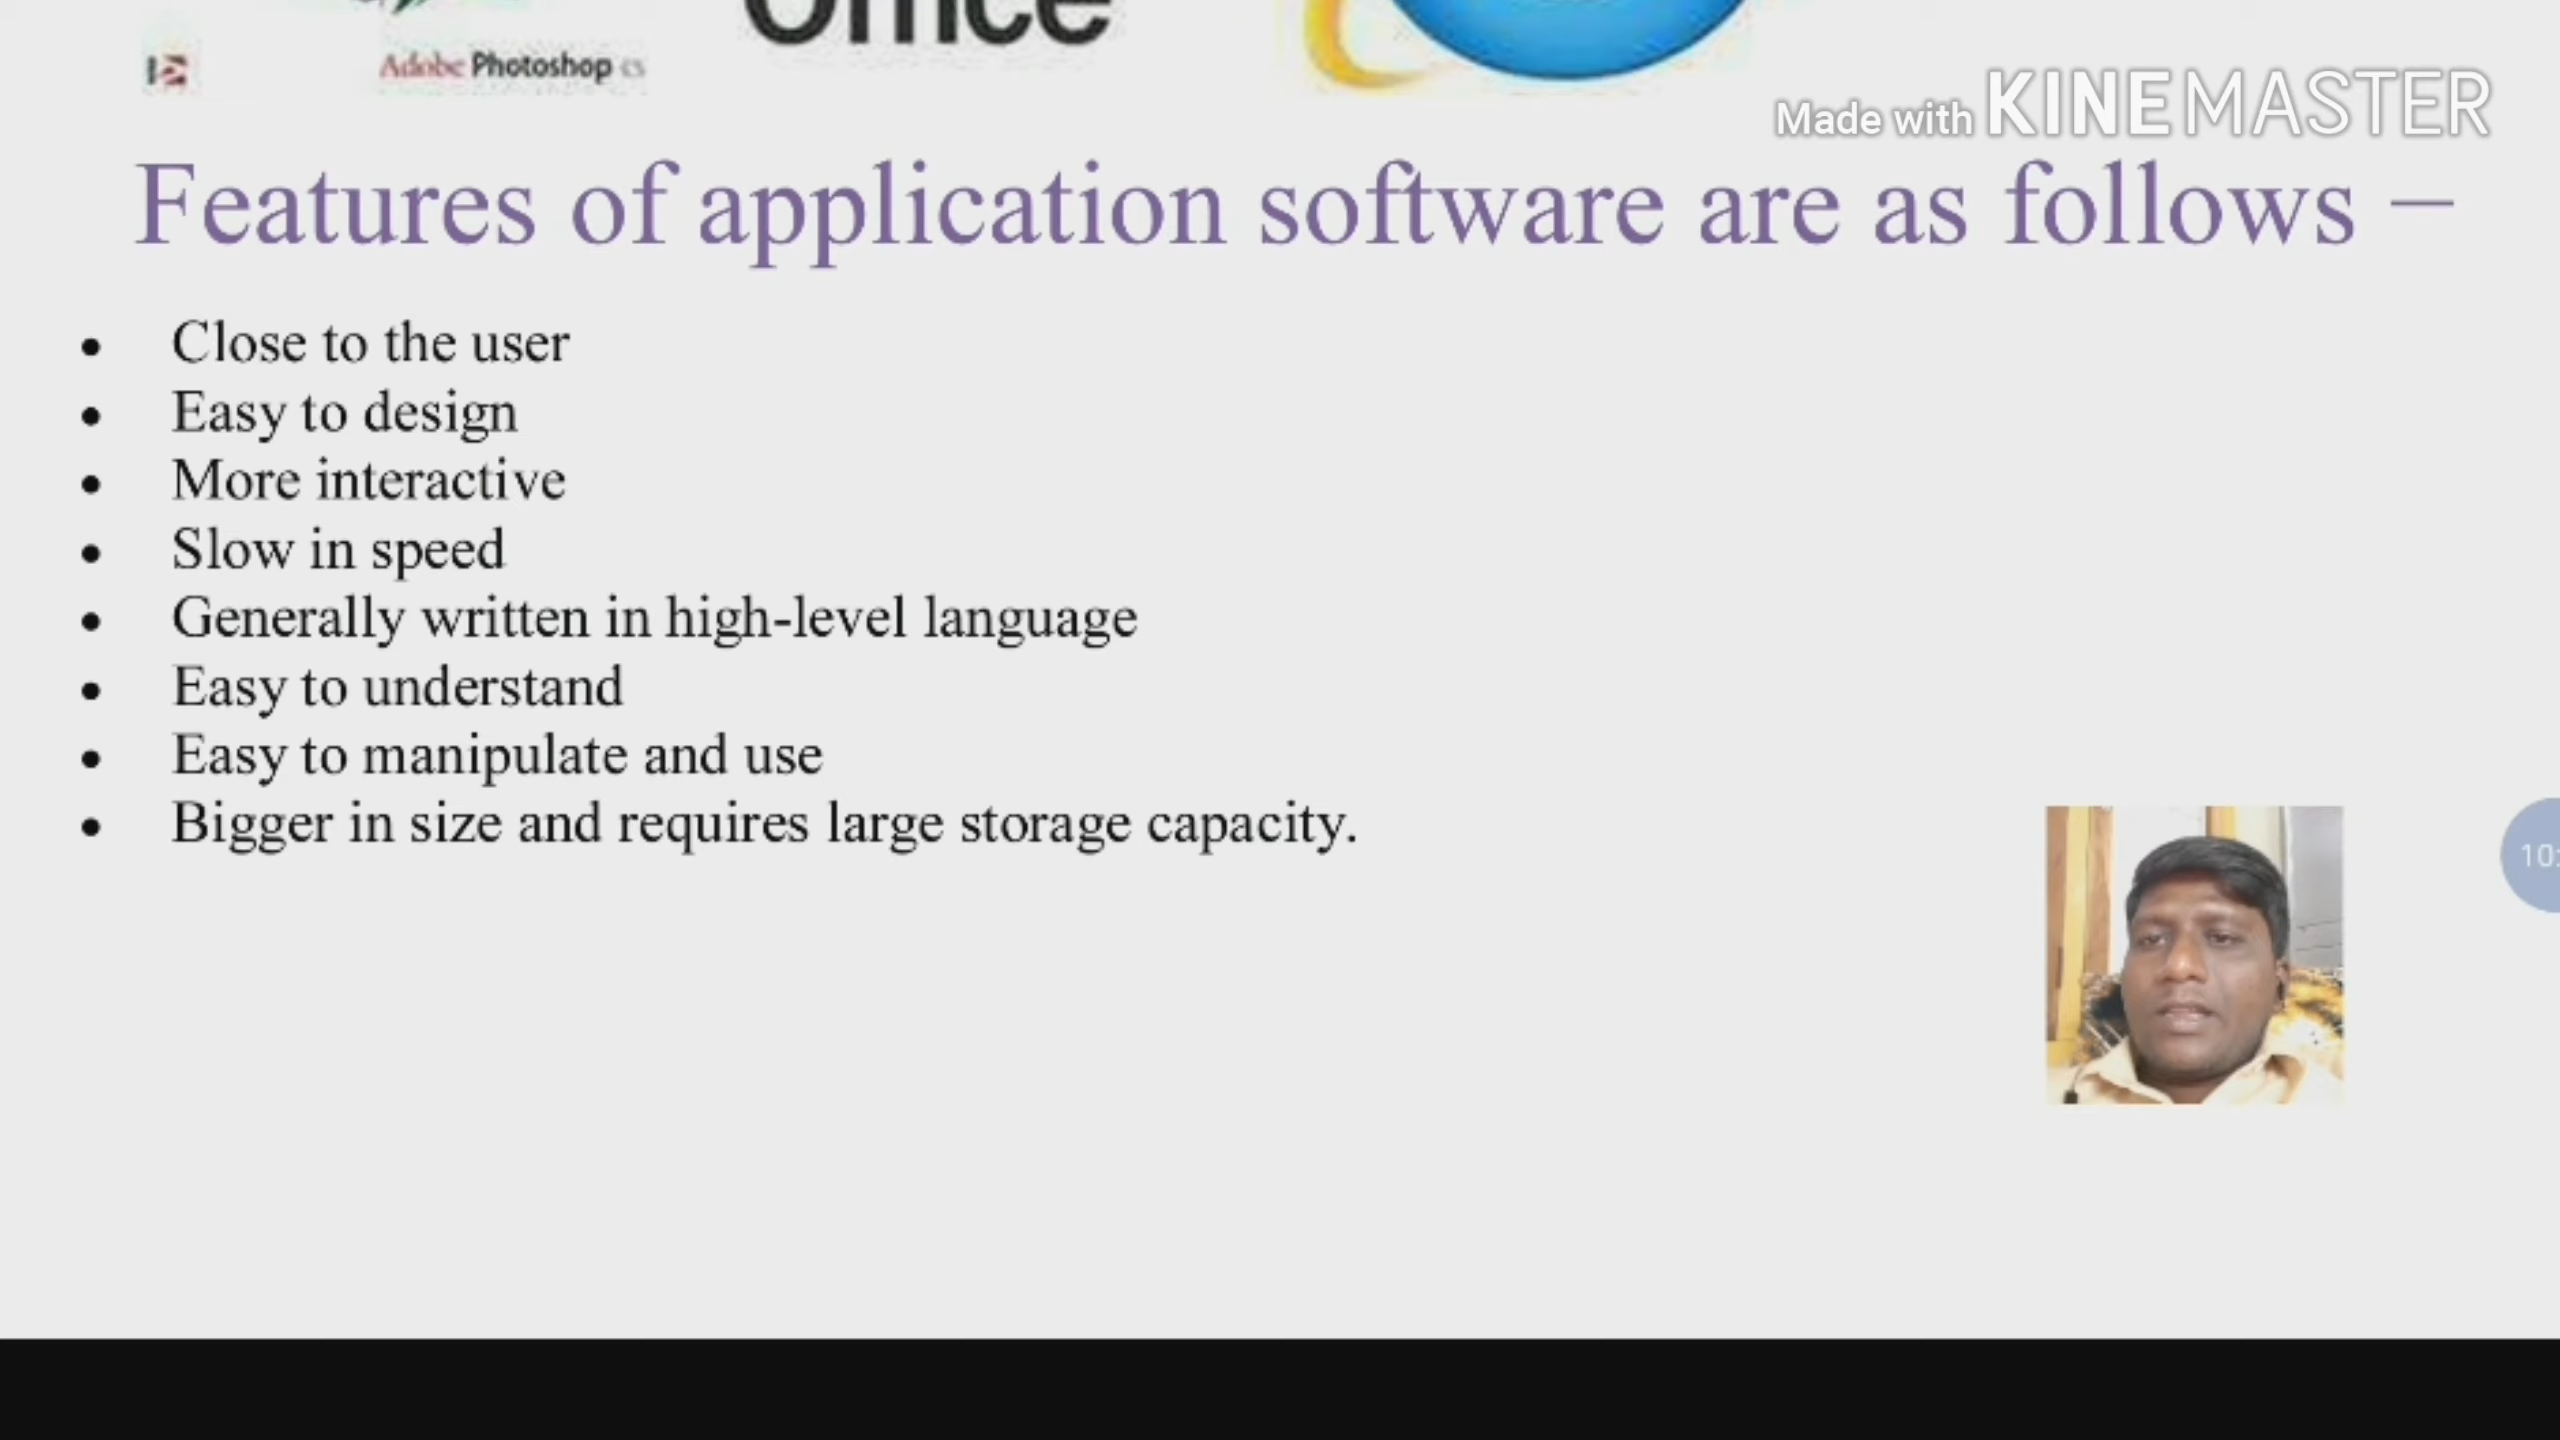 Office
Adobe Photoshop cs
Made with KINEMASTER
Features of application software are as follows –
• Close to the user
• Easy to design
• More interactive
• Slow in speed
• Generally written in high-level language
• Easy to understand
• Easy to manipulate and use
• Bigger in size and requires large storage capacity.
10: